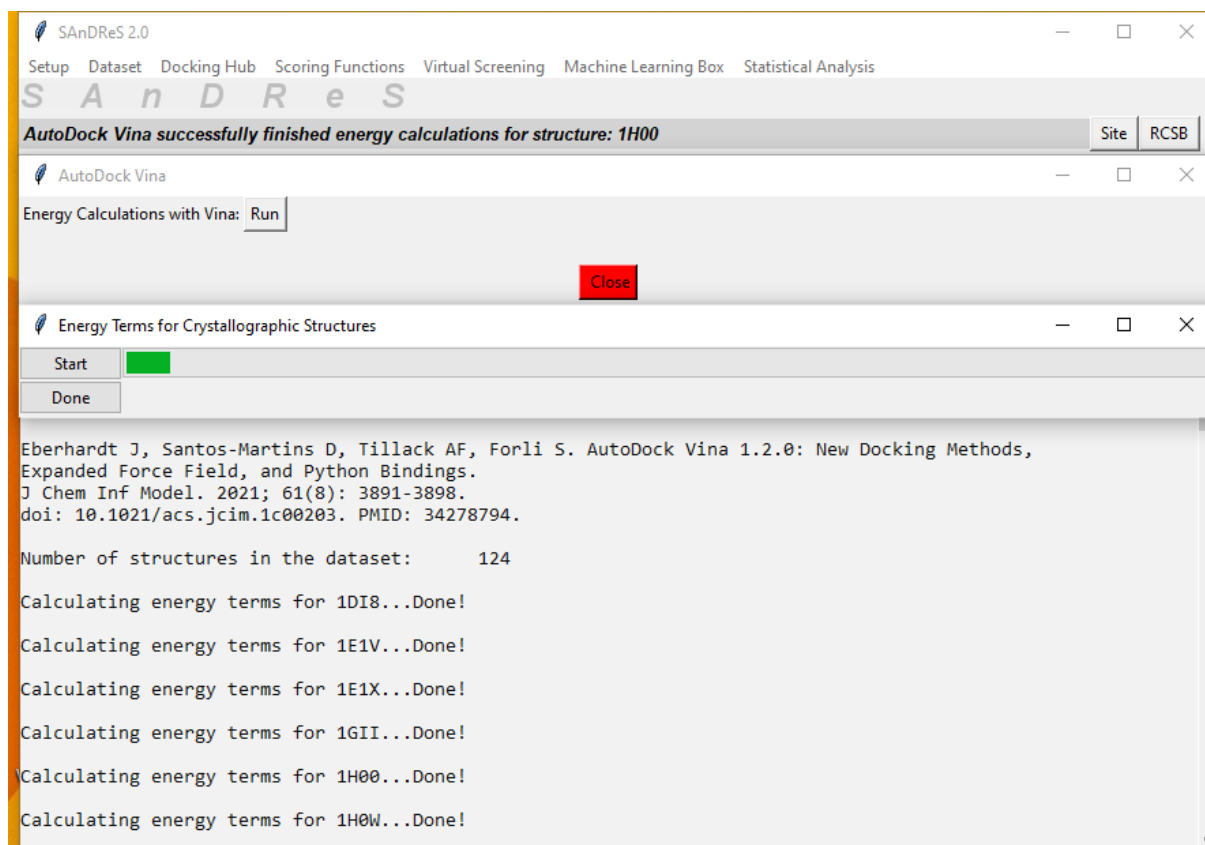 SAnDReS 2.0
Setup Dataset Docking Hub Scoring Functions Virtual Screening Machine Learning Box Statistical Analysis
S A n D R e S
AutoDock Vina successfully finished energy calculations for structure: 1H00 Site RCSB
AutoDock Vina
Energy Calculations with Vina: Run
Close
Energy Terms for Crystallographic Structures
Start
Done
Eberhardt J, Santos-Martins D, Tillack AF, Forli S. AutoDock Vina 1.2.0: New Docking Methods,
Expanded Force Field, and Python Bindings.
J Chem Inf Model. 2021; 61(8): 3891-3898.
doi: 10.1021/acs.jcim.1c00203. PMID: 34278794.
Number of structures in the dataset: 124
Calculating energy terms for 1DI8...Done!
Calculating energy terms for 1E1V...Done!
Calculating energy terms for 1E1X...Done!
Calculating energy terms for 1GII...Done!
Calculating energy terms for 1H00...Done!
Calculating energy terms for 1H0W...Done!